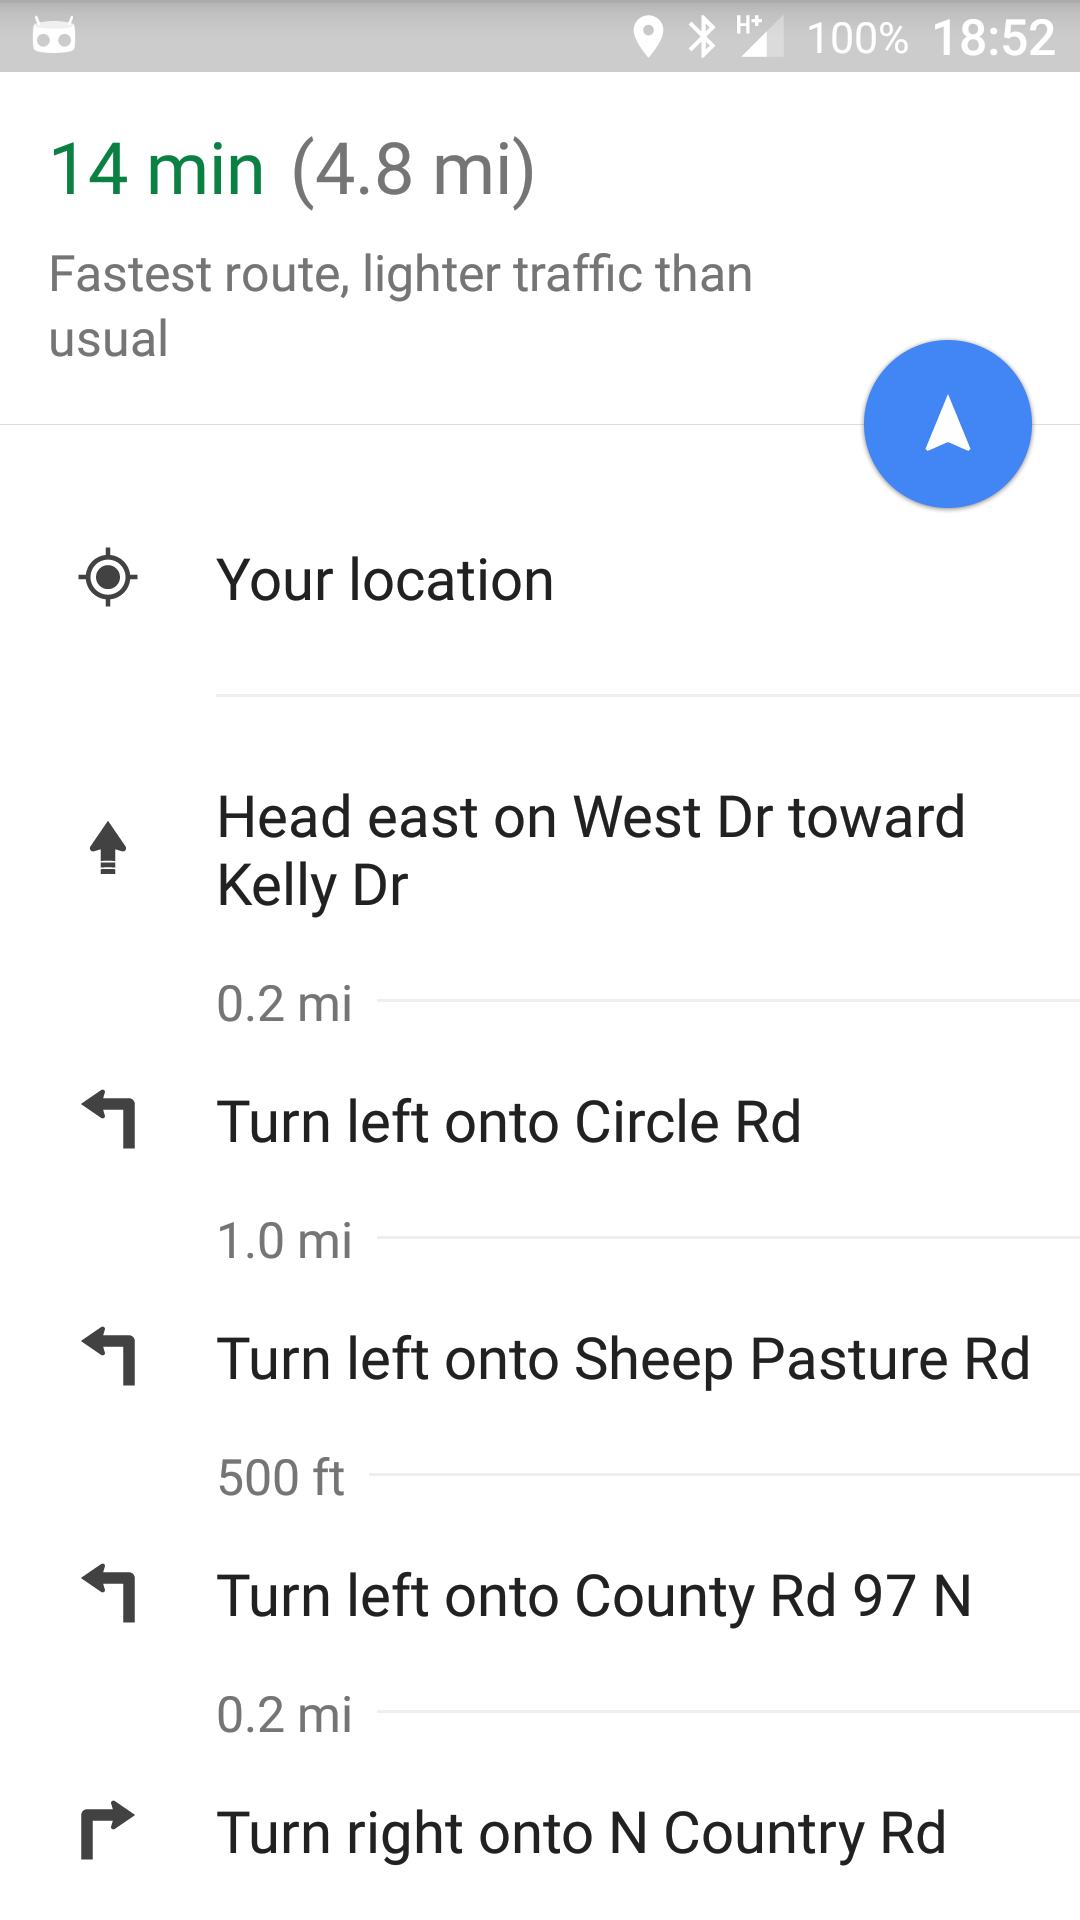 H+ 100% 18:52
14 min (4.8 mi)
Fastest route, lighter traffic than
usual
Your location
Head east on West Dr toward
Kelly Dr
0.2 mi
Turn left onto Circle Rd
1.0 mi
Turn left onto Sheep Pasture Rd
500 ft
Turn left onto County Rd 97 N
0.2 mi
Turn right onto N Country Rd